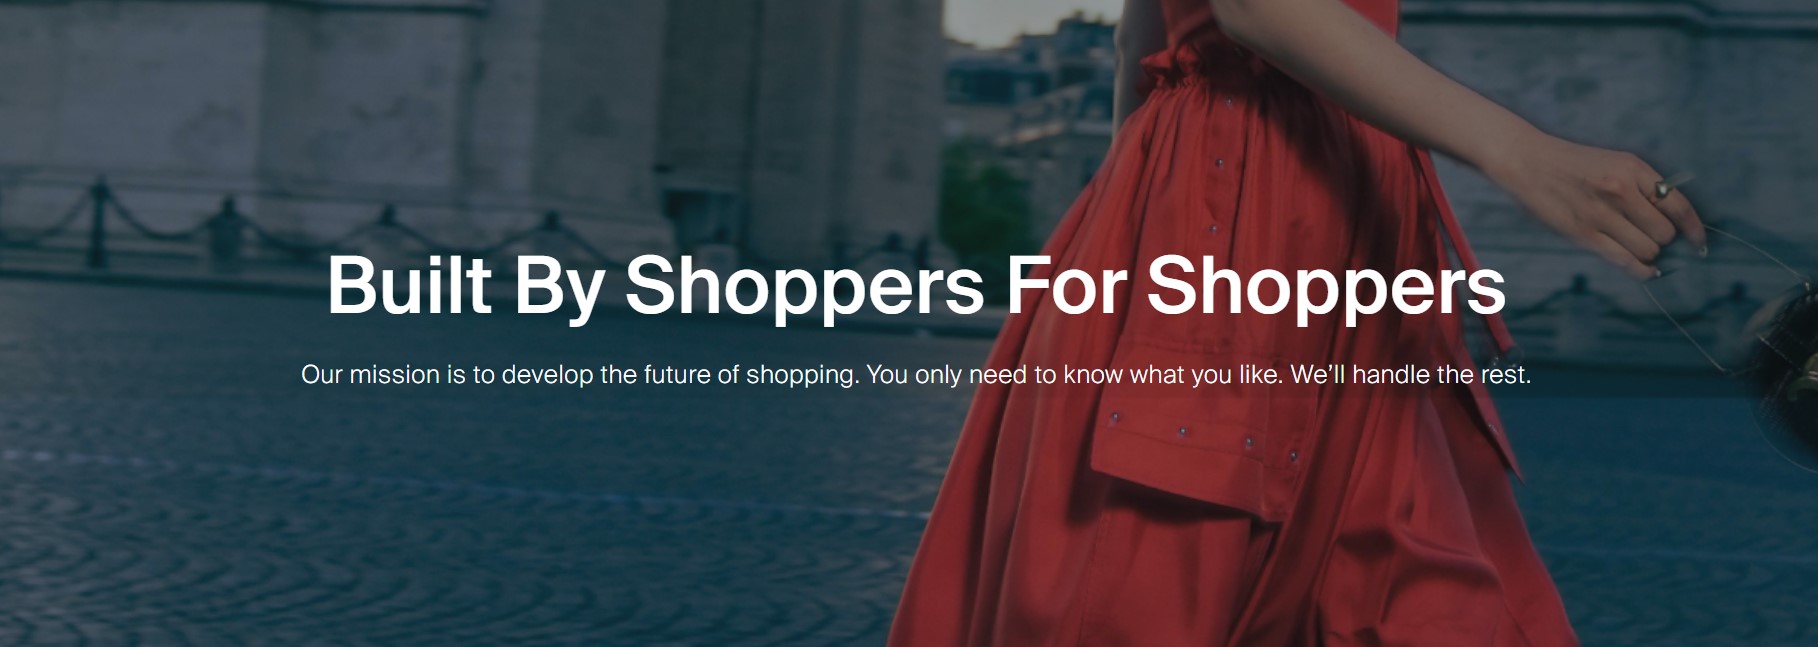 Built By Shoppers For Shoppers
Our mission is to develop the future of shopping. You only need to know what you like. We’ll handle the rest.